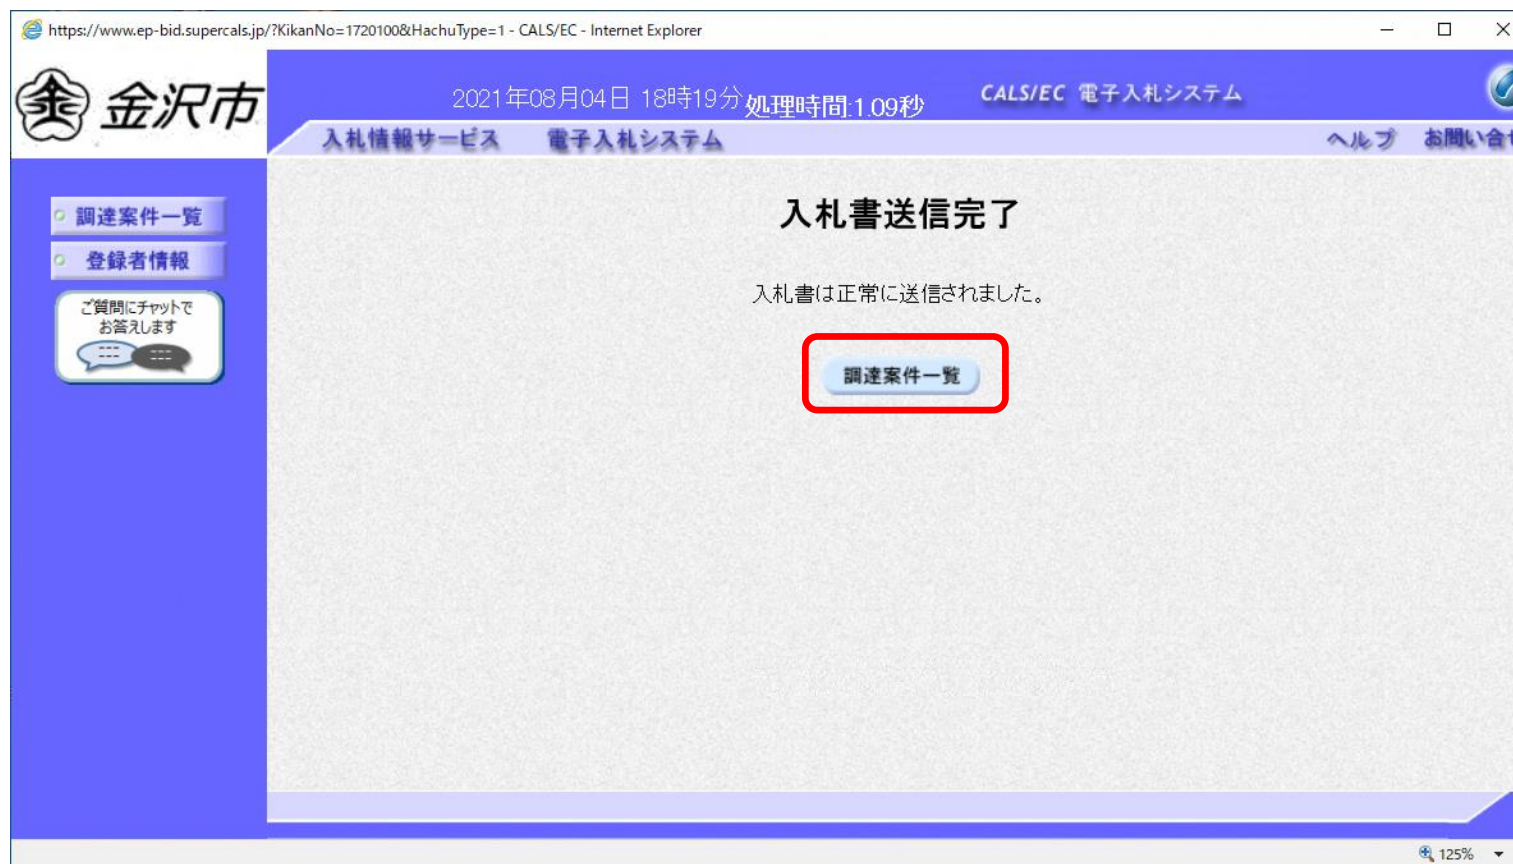 https://www.ep-bid.supercals.jp/?KikanNo=1720100&HachuType=1 - CALS/EC - Internet Explorer
金沢市
2021年08月04日 18時19分 処理時間:1.09秒
CALS/EC 電子入札システム
入札情報サービス 電子入札システム ヘルプ お問い合せ
調達案件一覧
登録者情報
ご質問にチャットで
お答えします
入札書送信完了
入札書は正常に送信されました。
調達案件一覧
125%